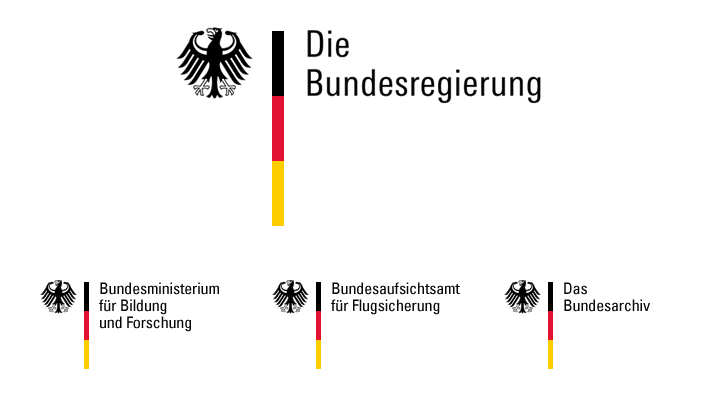 Die
Bundesregierung
Bundesministerium
für Bildung
und Forschung
Bundesaufsichtsamt
für Flugsicherung
Das
Bundesarchiv